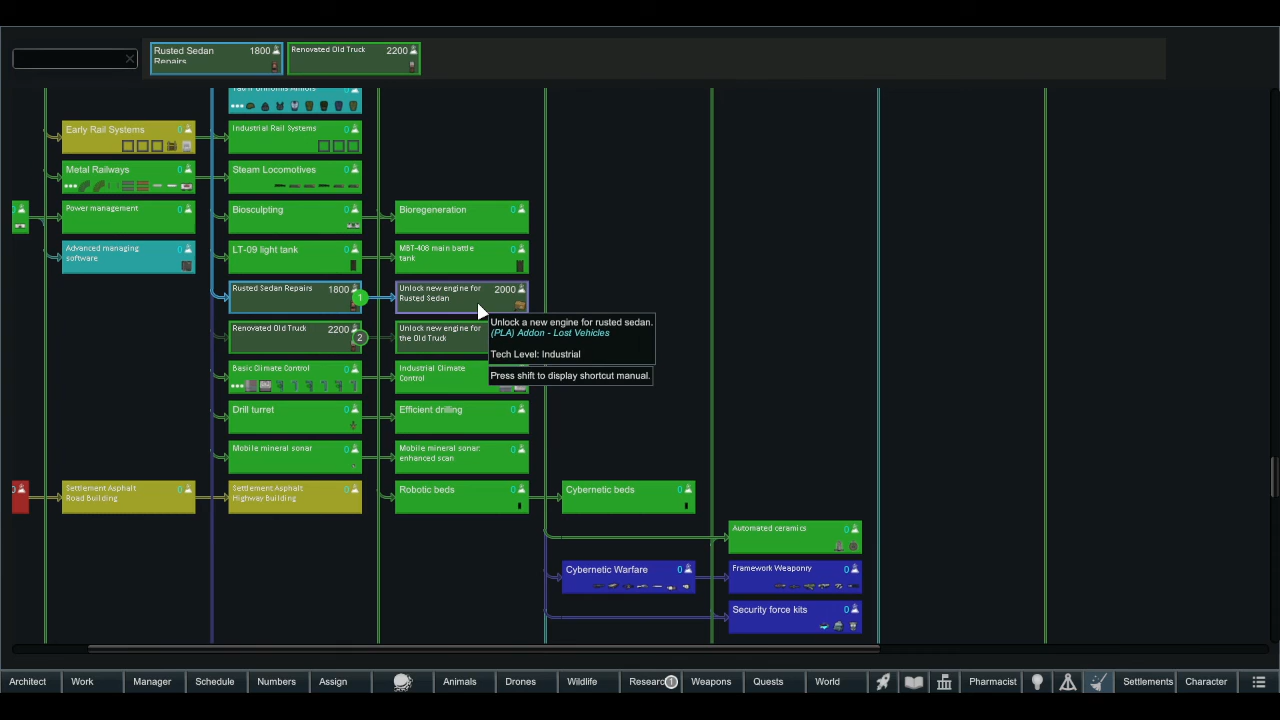 Rusted Sedan Repairs 1800
Renovated Old Truck 2200
Early Rail Systems 0
Industrial Rail Systems 0
Metal Railways 0
Steam Locomotives 0
0
Power management 0
Biosculpting 0
Bioregeneration 0
Advanced managing software 0
LT-09 light tank 0
MBT-406 main battle tank 0
Rusted Sedan Repairs 1800
1
Unlock new engine for Rusted Sedan 2000
Renovated Old Truck 2200
2
Unlock new engine for the Old Truck
Unlock a new engine for rusted sedan.
(PLA) Addon - Lost Vehicles
Tech Level: Industrial
Press shift to display shortcut manual.
Basic Climate Control 0
Industrial Climate Control
Drill turret 0
Efficient drilling 0
Mobile mineral sonar 0
Mobile mineral sonar: enhanced scan 0
0
Settlement Asphalt Road Building 0
Settlement Asphalt Highway Building 0
Robotic beds 0
Cybernetic beds 0
Automated ceramics 0
Cybernetic Warfare 0
Framework Weaponry 0
Security force kits 0
Architect Work Manager Schedule Numbers Assign Animals Drones Wildlife Researc 1 Weapons Quests World Pharmacist Settlements Character